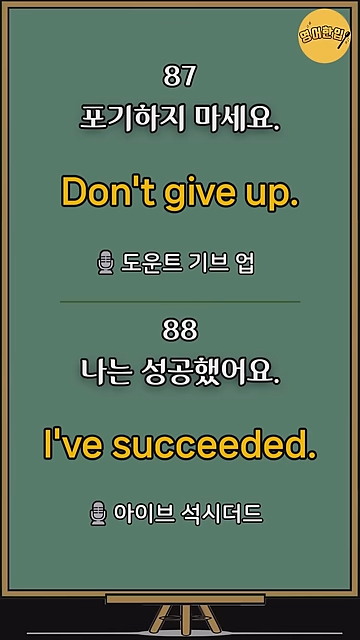 영어한입
87
포기하지 마세요.
Don't give up.
도운트 기브 업
88
나는 성공했어요.
I've succeeded.
아이브 석시더드